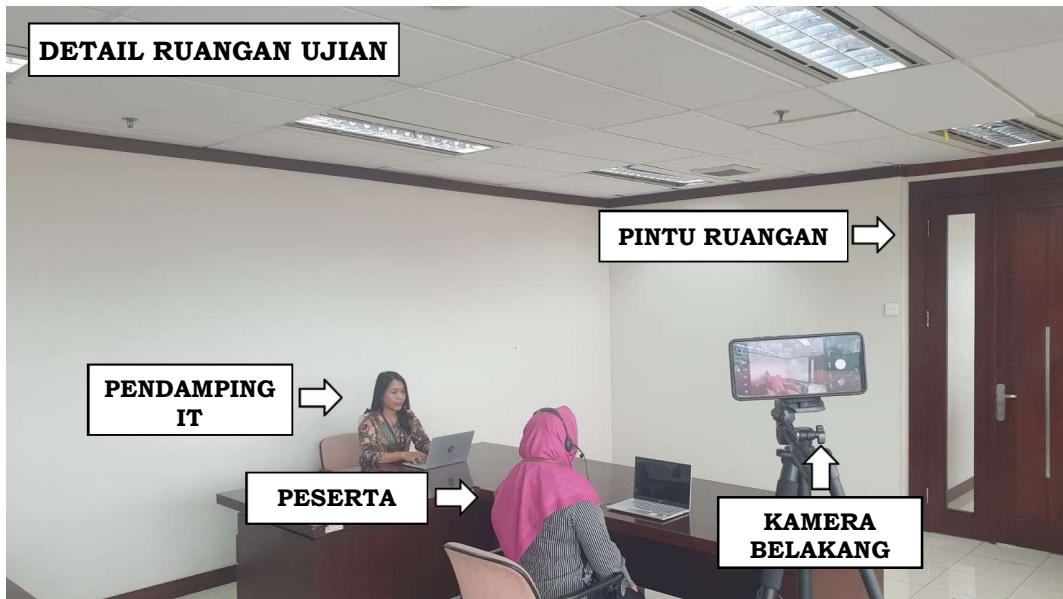 DETAIL RUANGAN UJIAN
PINTU RUANGAN
PENDAMPING
IT
PESERTA
KAMERA
BELAKANG